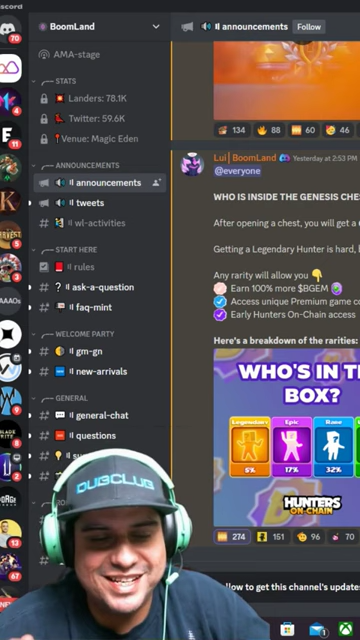 iscord
BoomLand
announcements
Follow
AMA-stage
STATS
Landers: 78.1K
Twitter: 59.6K
Venue: Magic Eden
ANNOUNCEMENTS
announcements
tweets
wl-activities
START HERE
rules
? ask-a-question
faq-mint
WELCOME PARTY
gm-gn
new-arrivals
GENERAL
general-chat
questions
134 88 60 46
Lui | BoomLand Yesterday at 2:53 PM
@everyone
WHO IS INSIDE THE GENESIS CHES
After opening a chest, you will get a
Getting a Legendary Hunter is hard,
Any rarity will allow you
Earn 100% more $BGEM
Access unique Premium game co
Early Hunters On-Chain access
Here's a breakdown of the rarities:
WHO'S IN TH
BOX?
Legendary Epic Rare
5% 17% 32%
HUNTERS
ON-CHAIN
274 151 96 70
llow to get this channel's updates
DUBCLUB